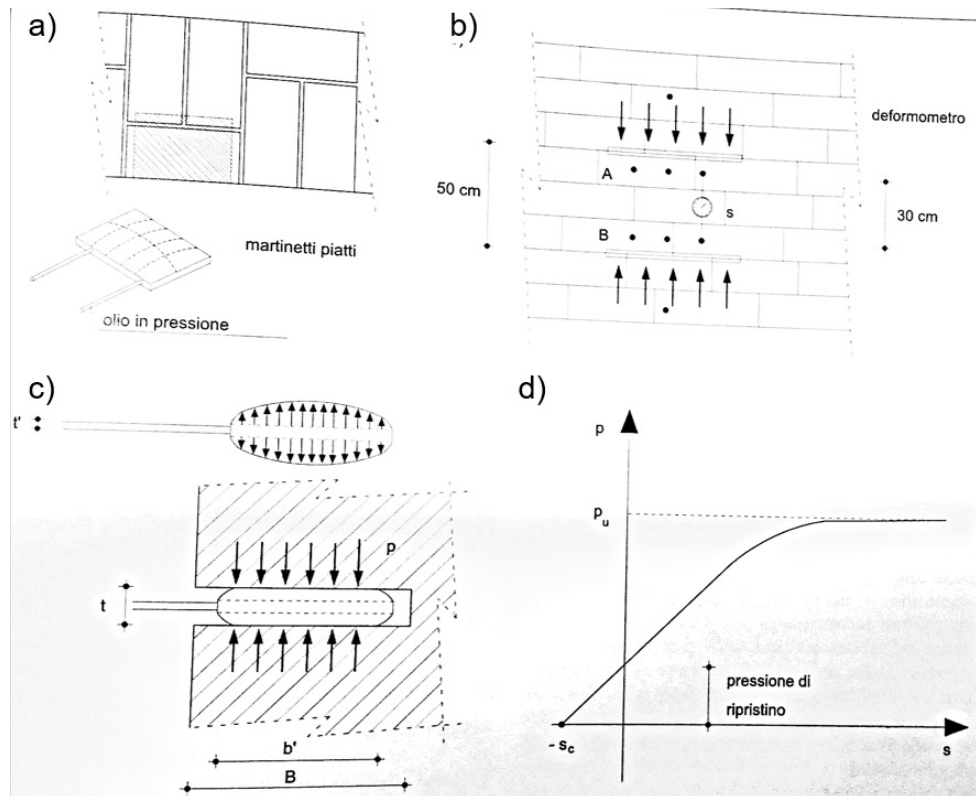 a)
martinetti piatti
olio in pressione
b)
deformometro
50 cm
A
s
B
30 cm
c)
t'
p
t
b'
B
d)
p
p
u
pressione di
ripristino
- s
c
s